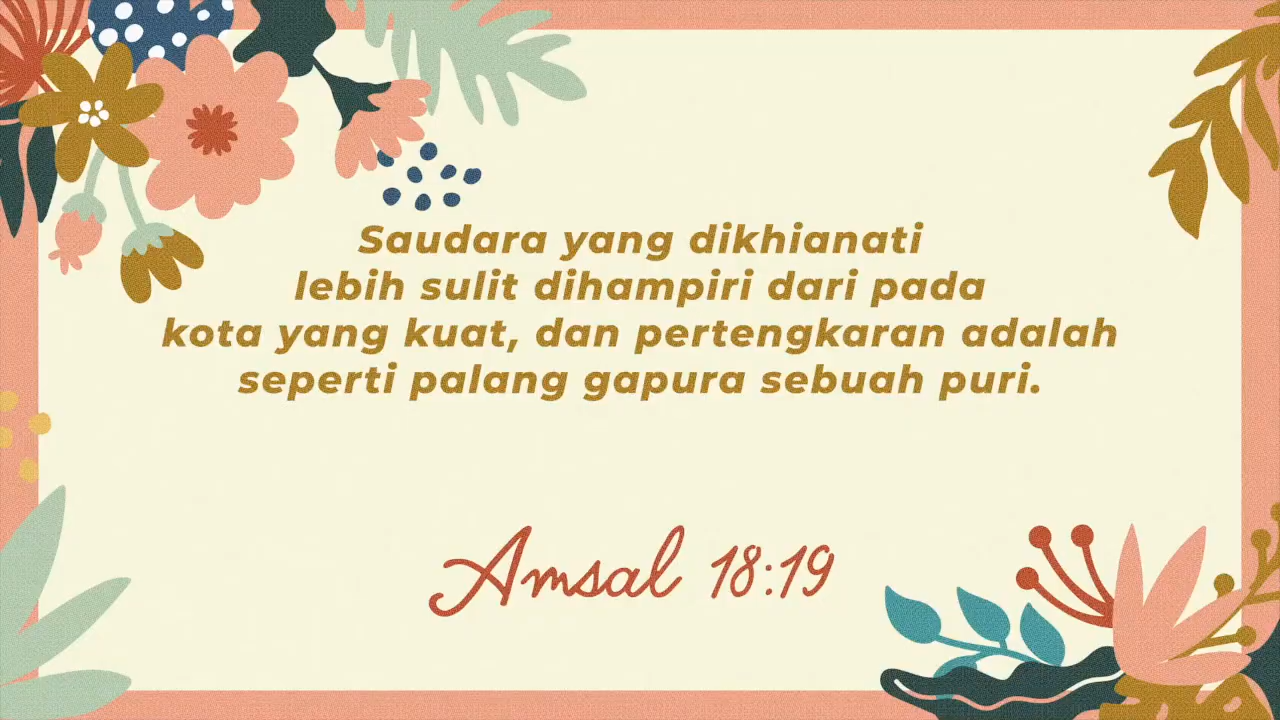 Saudara yang dikhianati
lebih sulit dihampiri dari pada
kota yang kuat, dan pertengkaran adalah
seperti palang gapura sebuah puri.
Amsal 18:19